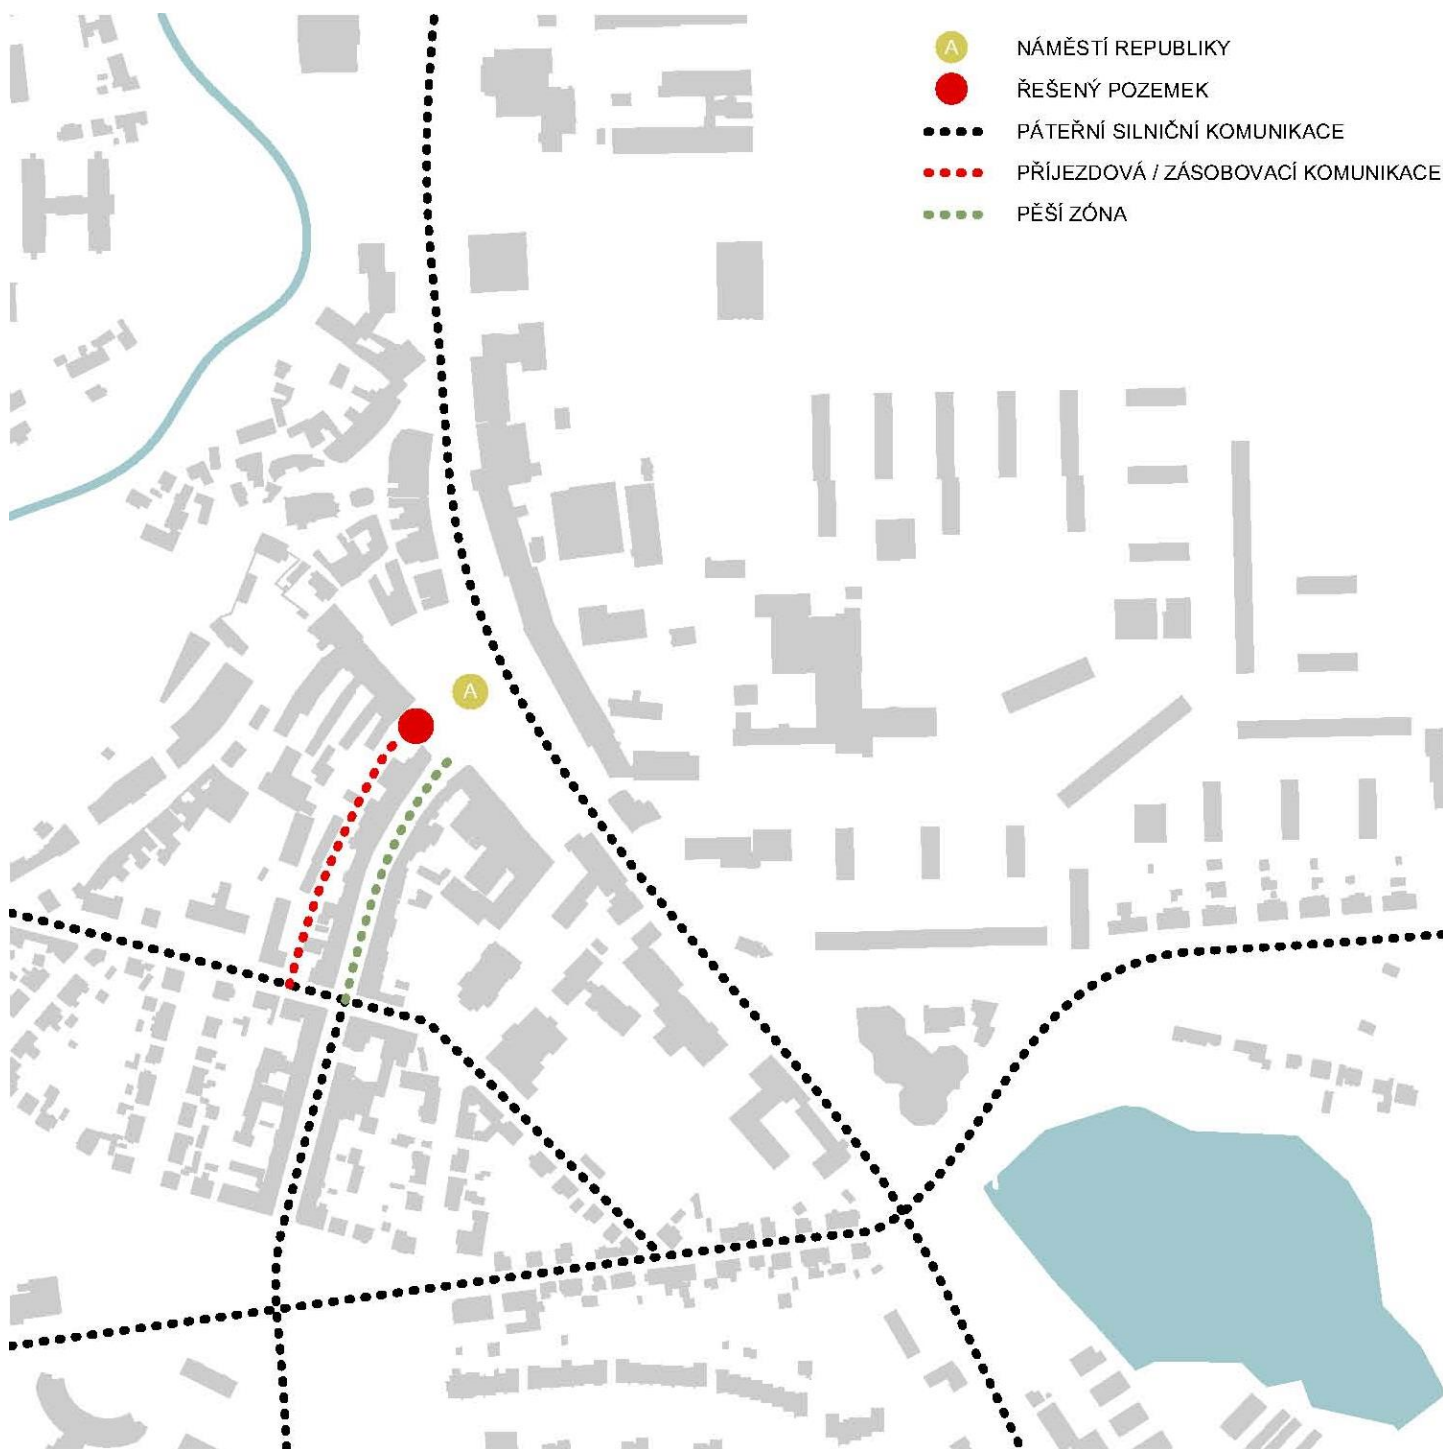 A NÁMĚSTÍ REPUBLIKY
ŘEŠENÝ POZEMEK
PÁTEŘNÍ SILNIČNÍ KOMUNIKACE
PŘÍJEZDOVÁ / ZÁSOBOVACÍ KOMUNIKACE
PĚŠÍ ZÓNA
A